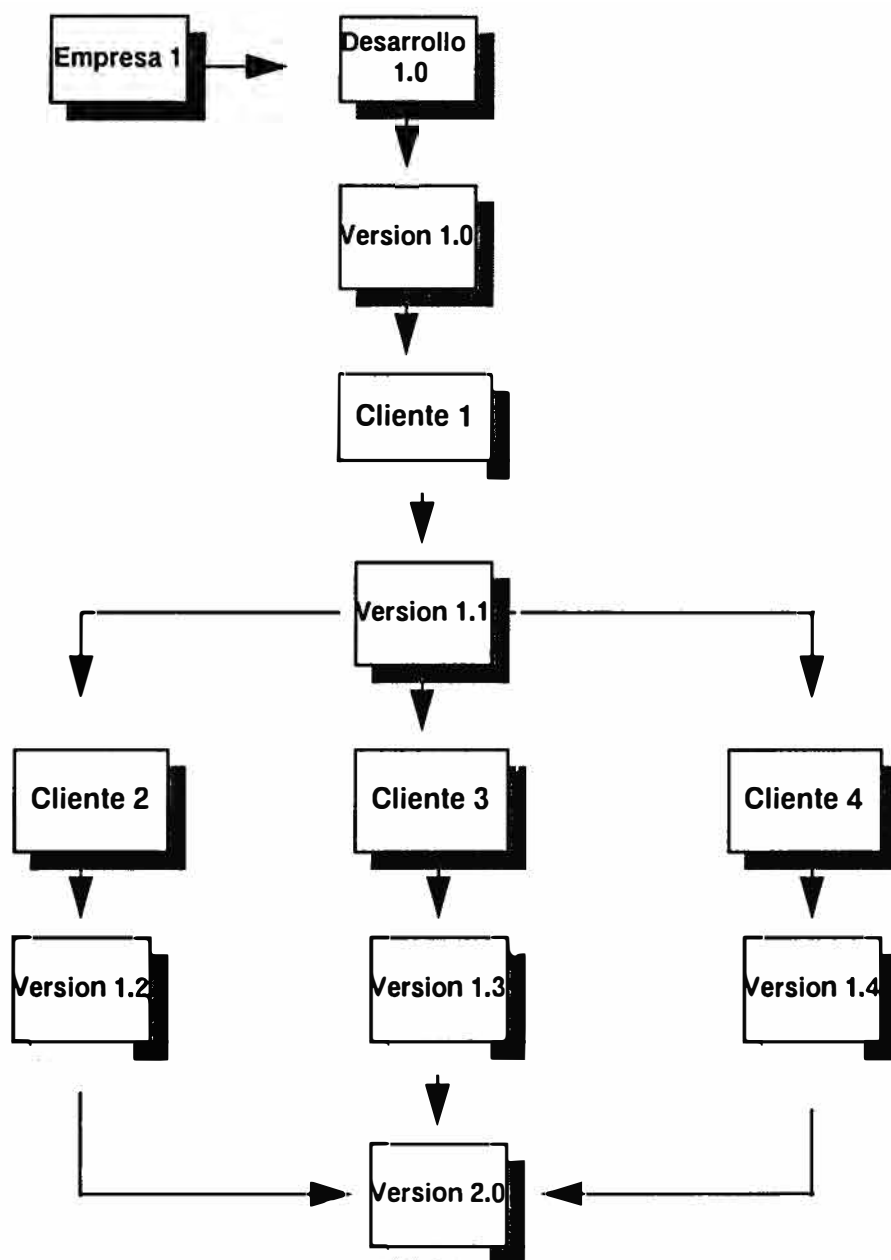 Empresa 1
Desarrollo
1.0
Version 1.0
Cliente 1
Version 1.1
Cliente 2
Cliente 3
Cliente 4
Version 1.2
Version 1.3
Version 1.4
Version 2.0